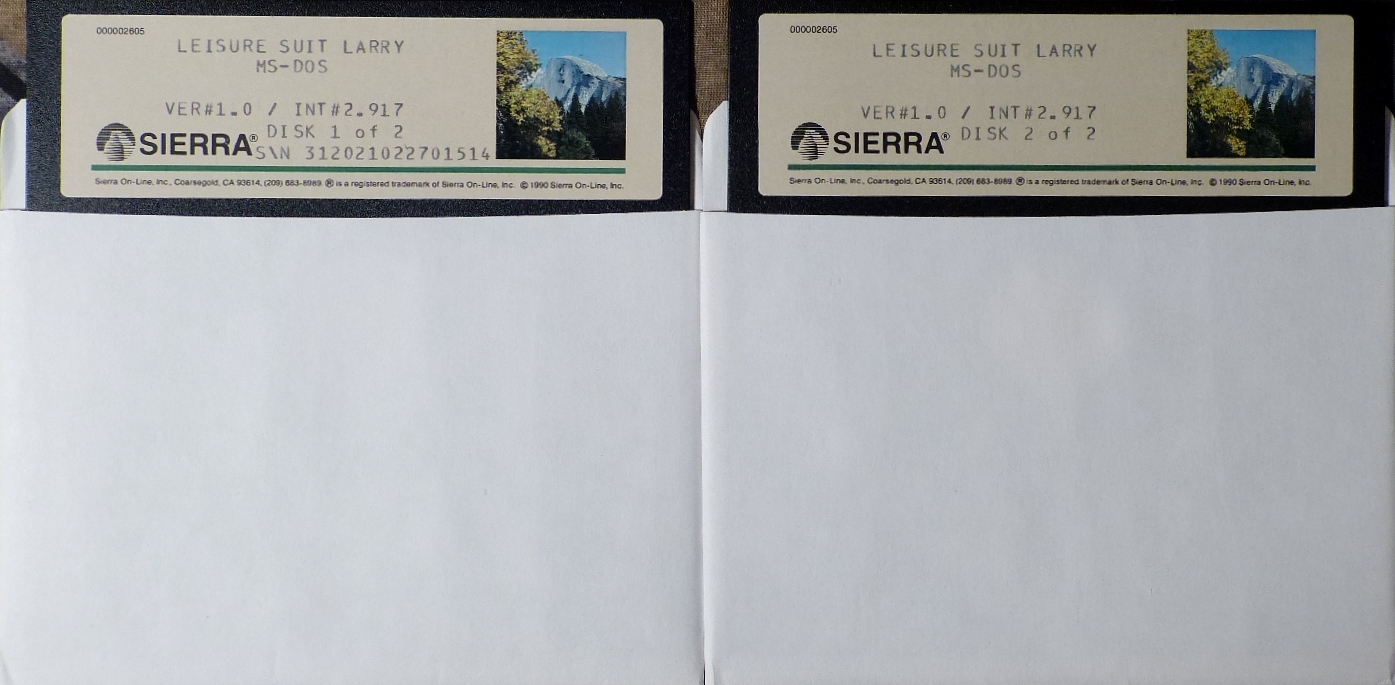 000002605
LEISURE SUIT LARRY
MS-DOS
VER#1.0 / INT#2.917
SIERRA® DISK 1 of 2
S\N 312021022701514
Sierra On-Line, Inc., Coarsegold, CA 93614, (209) 683-8989 ® is a registered trademark of Sierra On-Line, Inc. © 1990 Sierra On-Line, Inc.
000002605
LEISURE SUIT LARRY
MS-DOS
VER#1.0 / INT#2.917
SIERRA® DISK 2 of 2
Sierra On-Line, Inc., Coarsegold, CA 93614, (209) 683-8989 ® is a registered trademark of Sierra On-Line, Inc. © 1990 Sierra On-Line, Inc.